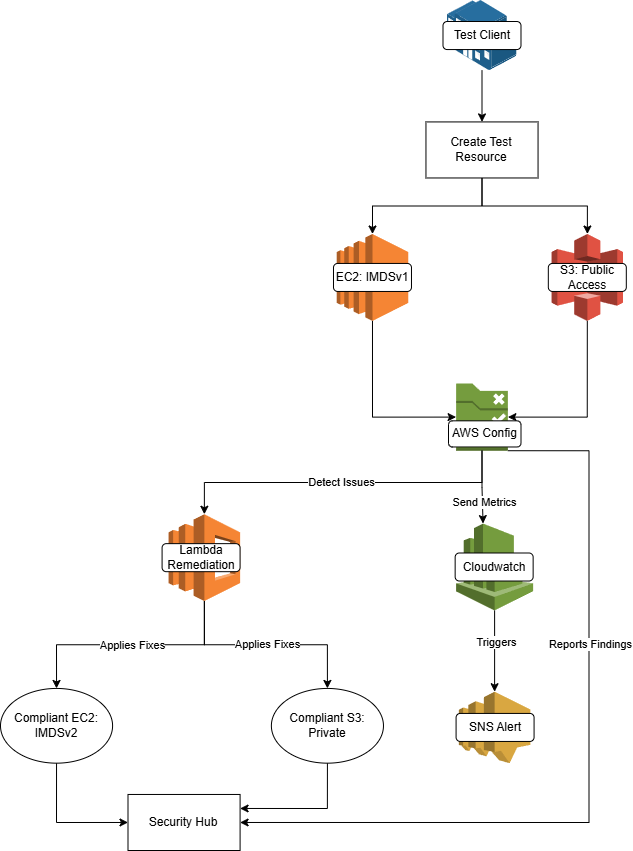 Test Client
Create Test
Resource
EC2: IMDSv1
S3: Public
Access
AWS Config
Detect Issues
Send Metrics
Lambda
Remediation
Cloudwatch
Applies Fixes
Applies Fixes
Triggers
Reports Findings
Compliant EC2:
IMDSv2
Compliant S3:
Private
SNS Alert
Security Hub